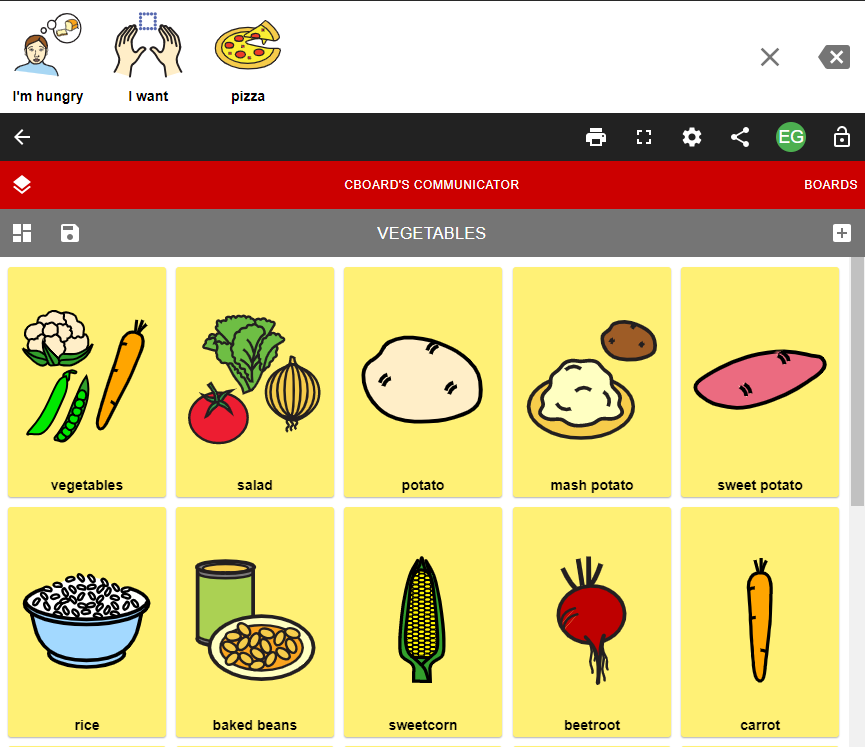 I'm hungry I want pizza
EG
CBOARD'S COMMUNICATOR BOARDS
VEGETABLES
vegetables salad potato mash potato sweet potato
rice baked beans sweetcorn beetroot carrot